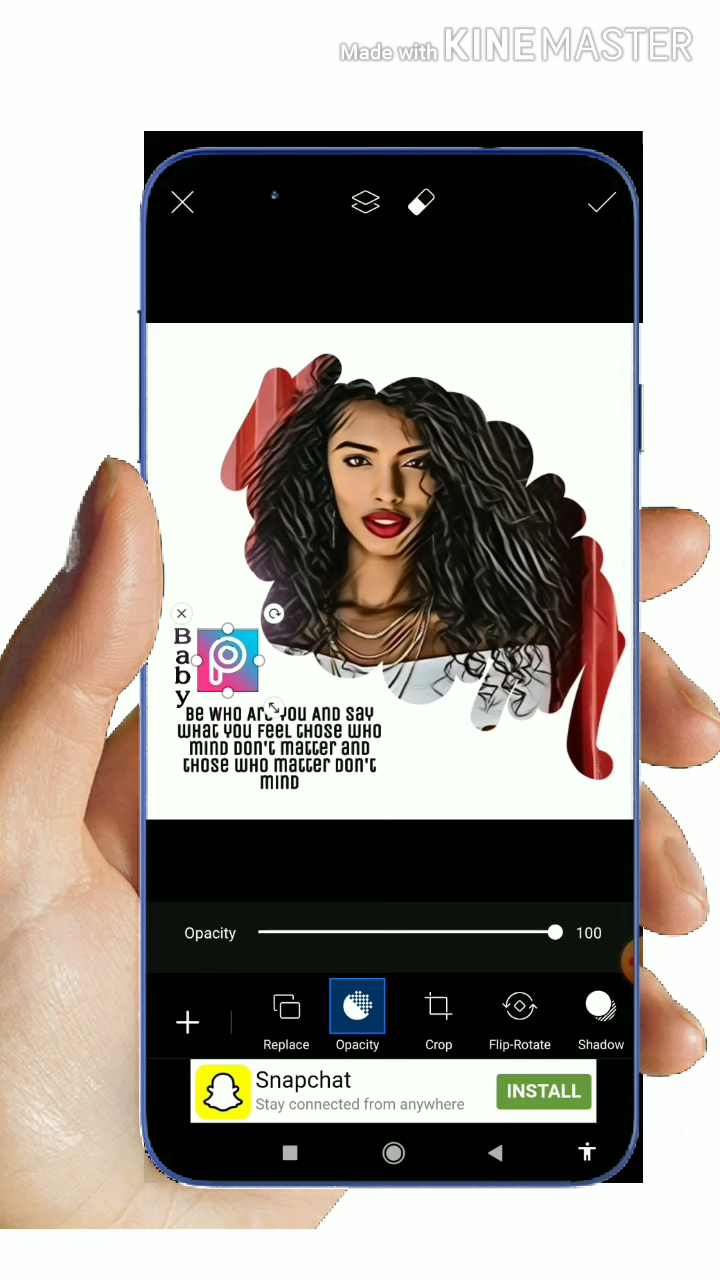 Made with KINEMASTER
Baby
Be who are you and say
what you feel those who
mind don't matter and
those who matter don't
mind
Opacity 100
Replace Opacity Crop Flip-Rotate Shadow
Snapchat
Stay connected from anywhere
INSTALL